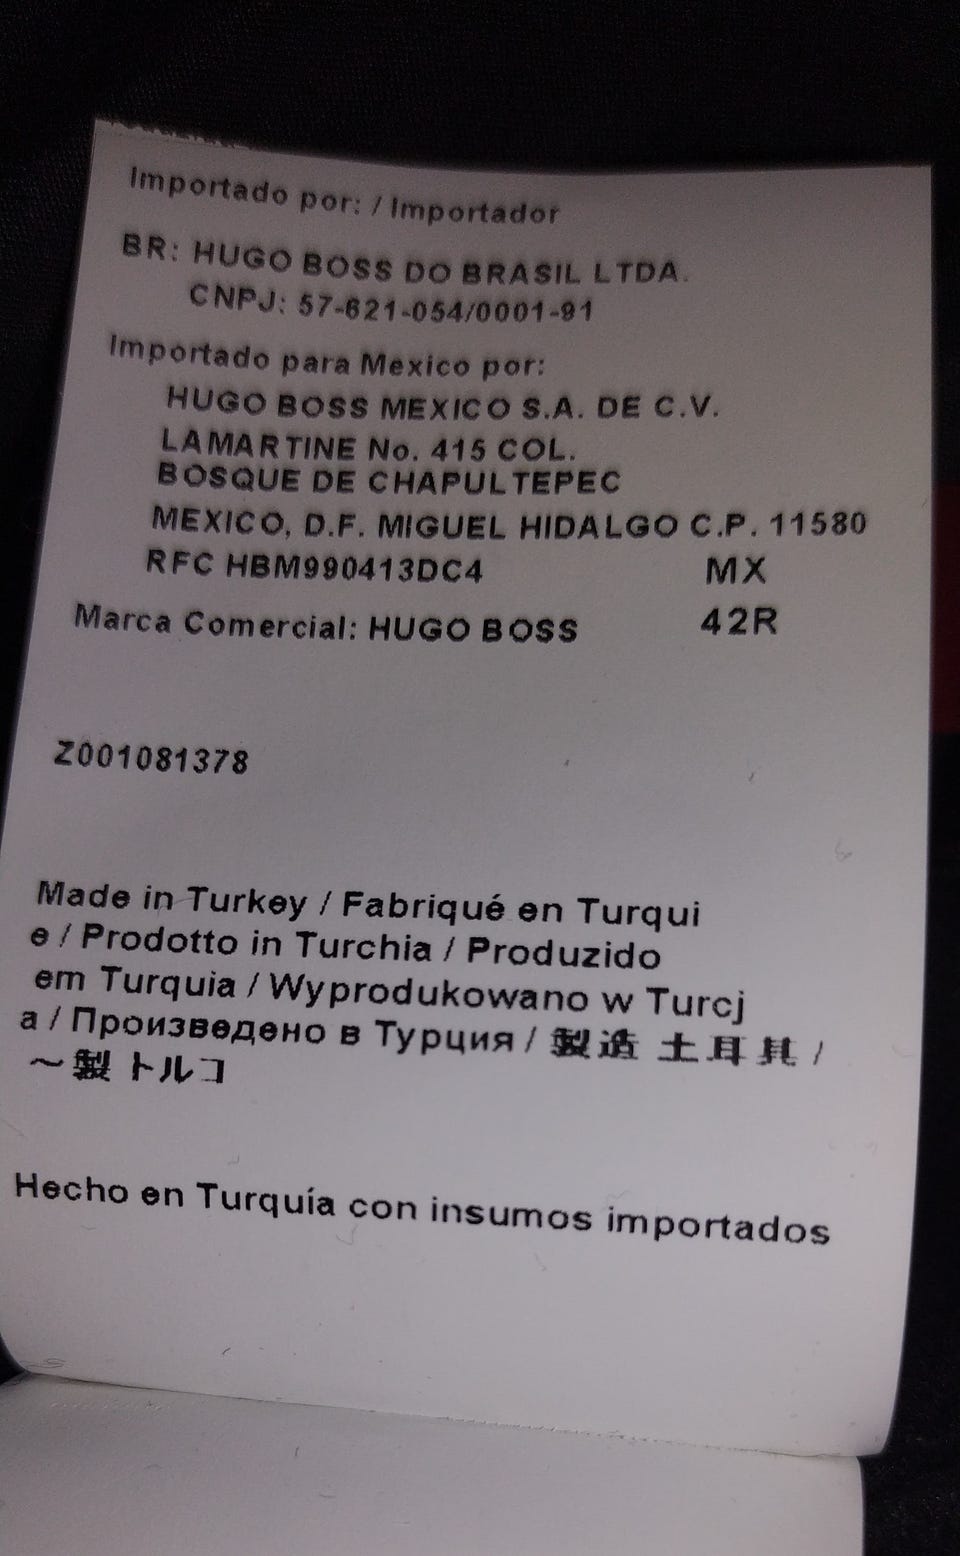 Importado por: / Importador
BR: HUGO BOSS DO BRASIL LTDA.
CNPJ: 57-621-054/0001-91
Importado para Mexico por:
HUGO BOSS MEXICO S.A. DE C.V.
LAMARTINE No. 415 COL.
BOSQUE DE CHAPULTEPEC
MEXICO, D.F. MIGUEL HIDALGO C.P. 11580
RFC HBM990413DC4 MX
Marca Comercial: HUGO BOSS 42R
Z001081378
Made in Turkey / Fabriqué en Turqui
e / Prodotto in Turchia / Produzido
em Turquia / Wyprodukowano w Turcj
a / Произведено в Турция / 製造 土耳其 /
～製 トルコ
Hecho en Turquía con insumos importados